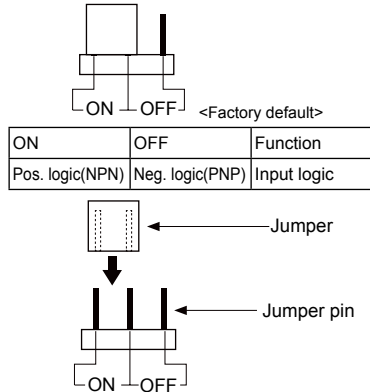 ON OFF <Factory default>
ON OFF Function
Pos. logic(NPN) Neg. logic(PNP) Input logic
Jumper
Jumper pin
ON OFF